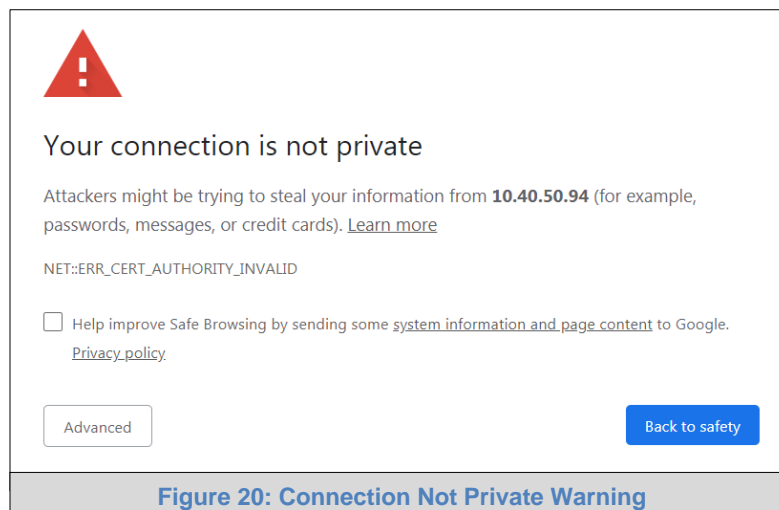 Your connection is not private
Attackers might be trying to steal your information from 10.40.50.94 (for example,
passwords, messages, or credit cards). Learn more
NET::ERR_CERT_AUTHORITY_INVALID
Help improve Safe Browsing by sending some system information and page content to Google.
Privacy policy
Advanced
Back to safety
Figure 20: Connection Not Private Warning